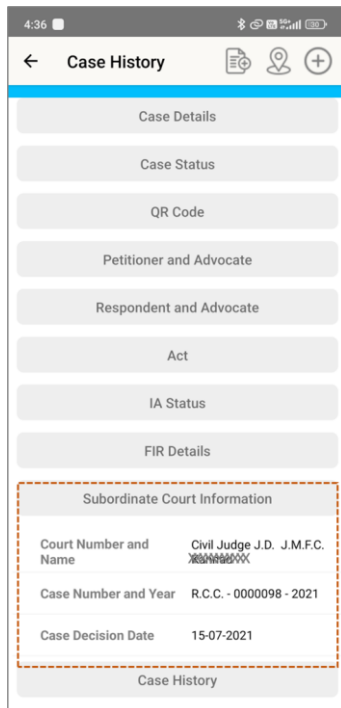 4:36
5G+
30
Case History
Case Details
Case Status
QR Code
Petitioner and Advocate
Respondent and Advocate
Act
IA Status
FIR Details
Subordinate Court Information
Court Number and
Name
Civil Judge J.D. J.M.F.C.
Case Number and Year
R.C.C. - 0000098 - 2021
Case Decision Date
15-07-2021
Case History